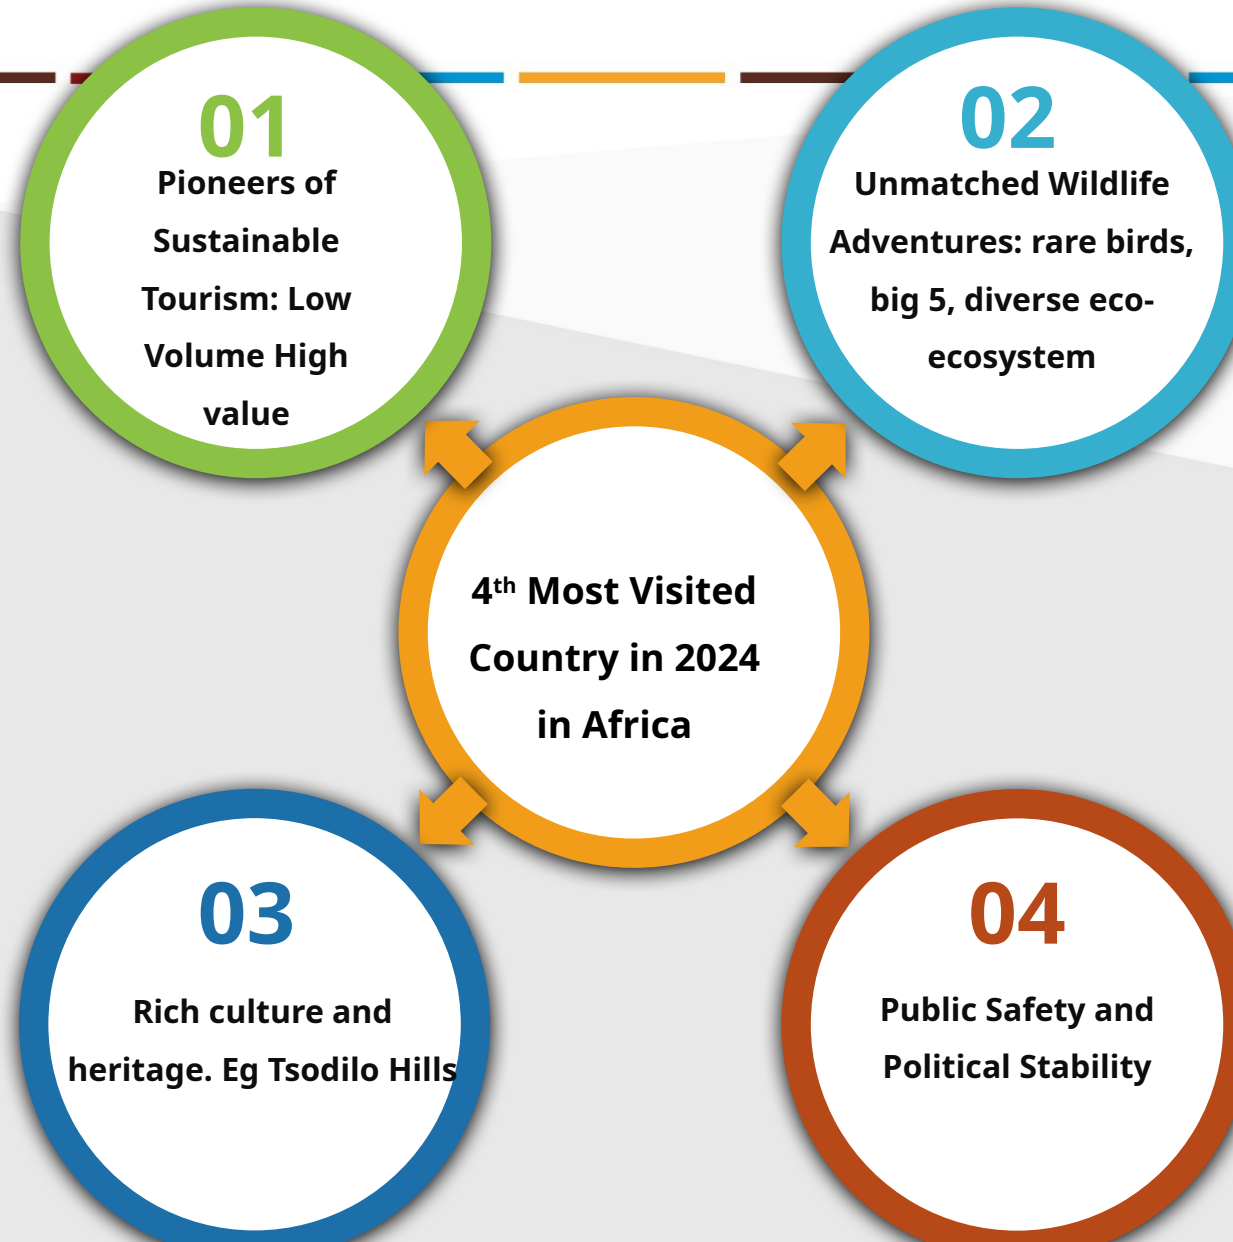 01
Pioneers of
Sustainable
Tourism: Low
Volume High
value
02
Unmatched Wildlife
Adventures: rare birds,
big 5, diverse eco-
ecosystem
4th Most Visited
Country in 2024
in Africa
03
Rich culture and
heritage. Eg Tsodilo Hills
04
Public Safety and
Political Stability